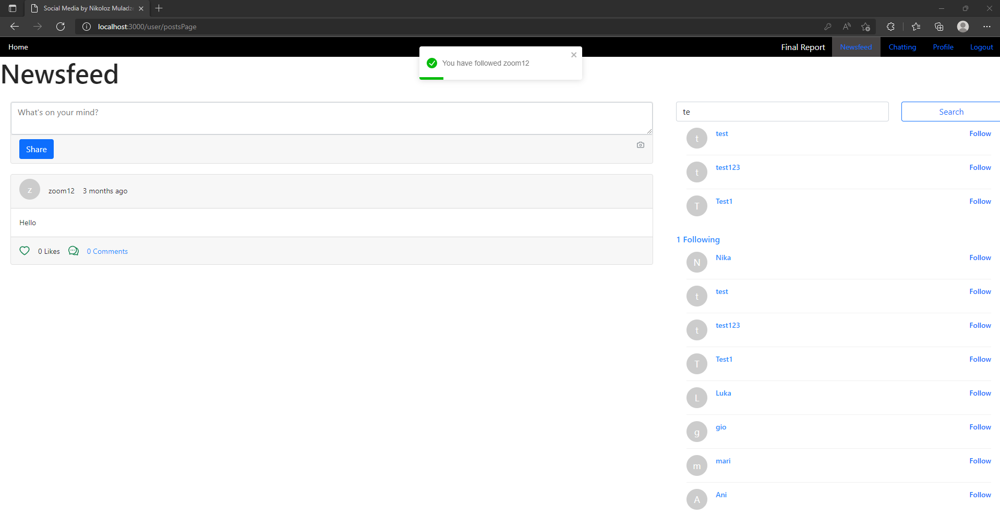 Social Media by Nikoloz Muladz
localhost:3000/user/postsPage
Home
Final Report
Newsfeed
Chatting
Profile
Logout
You have followed zoom12
Newsfeed
What's on your mind?
Share
z
zoom12 3 months ago
Hello
0 Likes 0 Comments
te
Search
t test Follow
t test123 Follow
T Test1 Follow
1 Following
N Nika Follow
t test Follow
t test123 Follow
T Test1 Follow
L Luka Follow
g gio Follow
m mari Follow
A Ani Follow